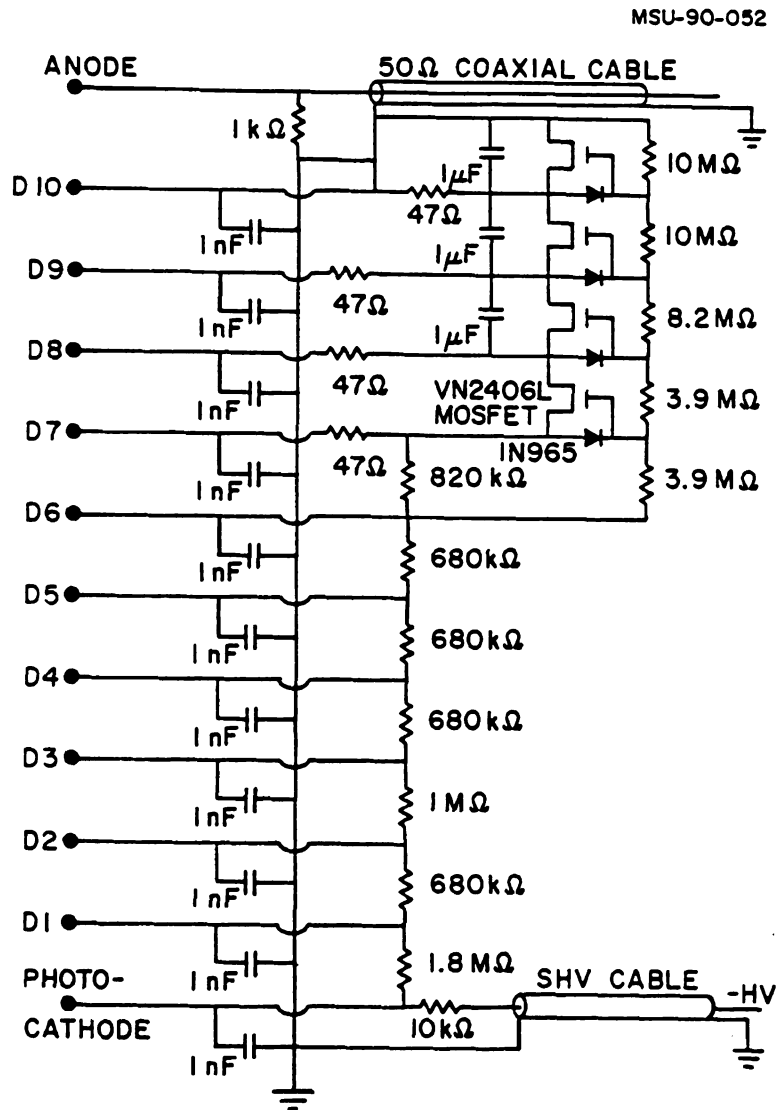 MSU-90-052
ANODE
50Ω COAXIAL CABLE
1kΩ
10MΩ
1μF
D10
47Ω
1nF
10MΩ
D9
1μF
47Ω
1nF
8.2MΩ
D8
1μF
47Ω
1nF
VN2406L
MOSFET
3.9MΩ
D7
1N965
47Ω
1nF
820kΩ
3.9MΩ
D6
1nF
680kΩ
D5
1nF
680kΩ
D4
1nF
680kΩ
D3
1nF
1MΩ
D2
1nF
680kΩ
D1
1nF
1.8MΩ
PHOTO-
CATHODE
SHV CABLE
-HV
10kΩ
1nF